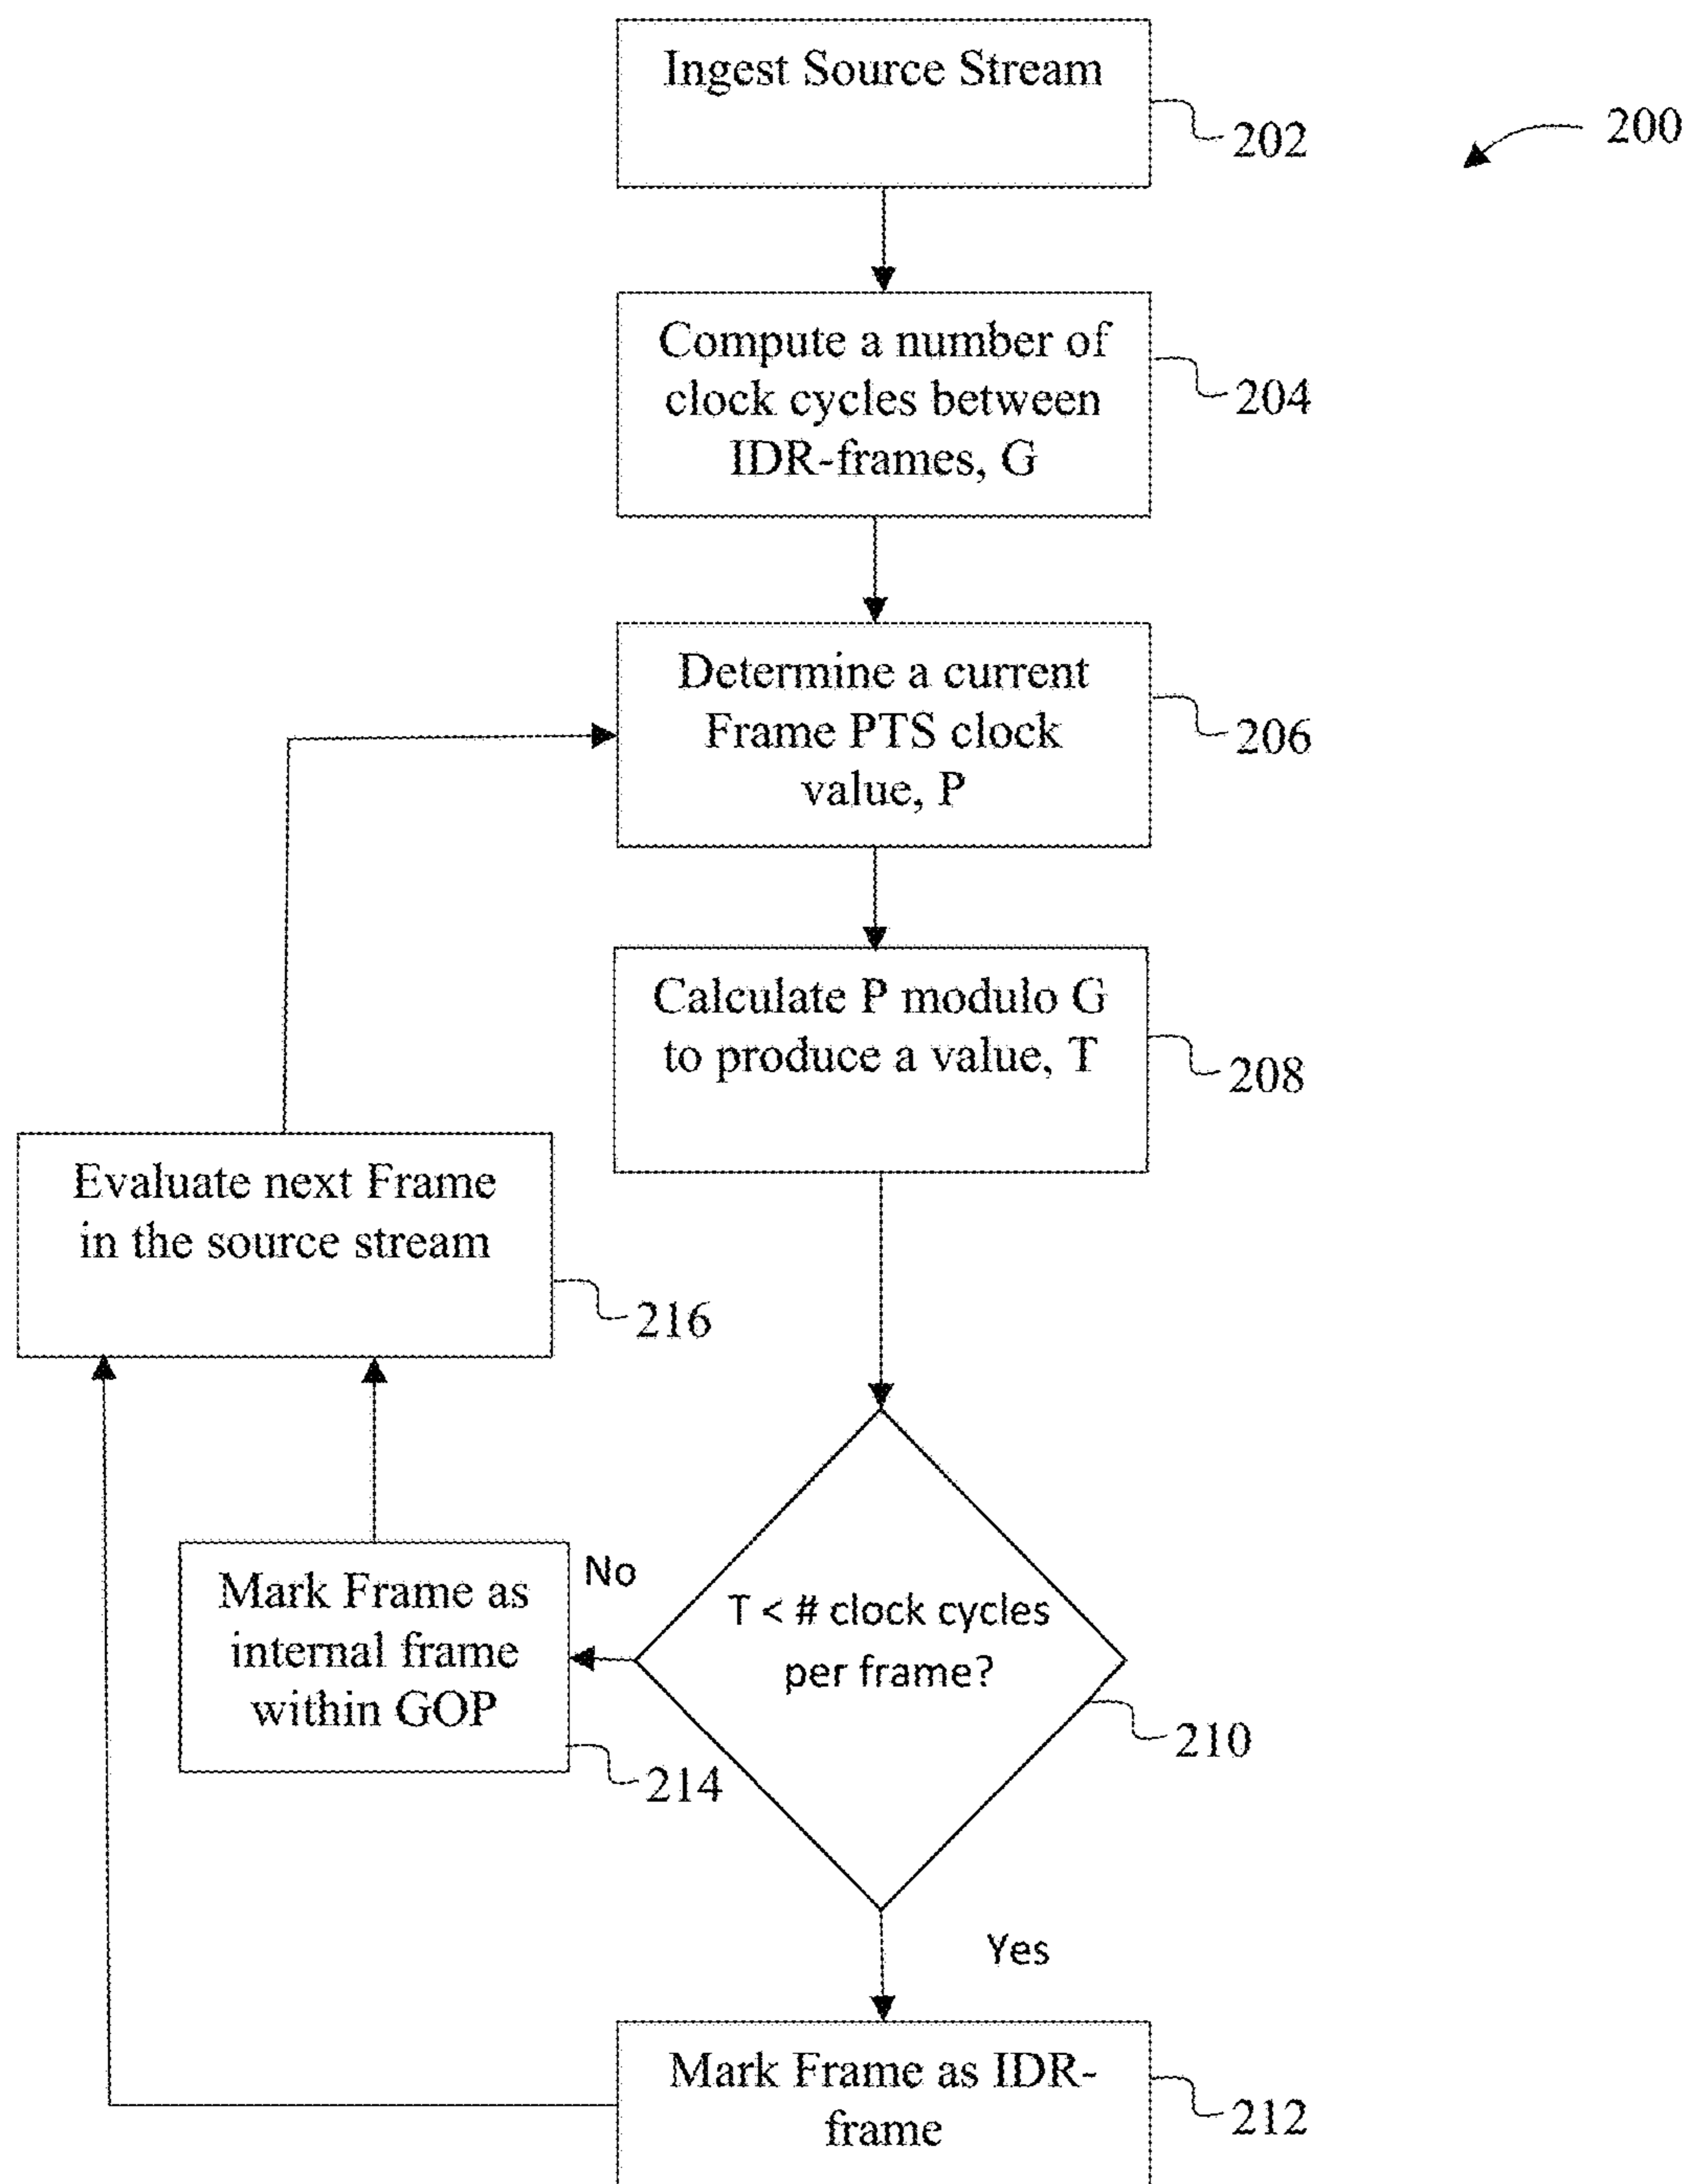 Ingest Source Stream
202
200
Compute a number of
clock cycles between
IDR-frames, G
204
Determine a current
Frame PTS clock
value, P
206
Calculate P modulo G
to produce a value, T
208
Evaluate next Frame
in the source stream
216
T < # clock cycles
per frame?
210
No
Mark Frame as
internal frame
within GOP
214
Yes
Mark Frame as IDR-
frame
212